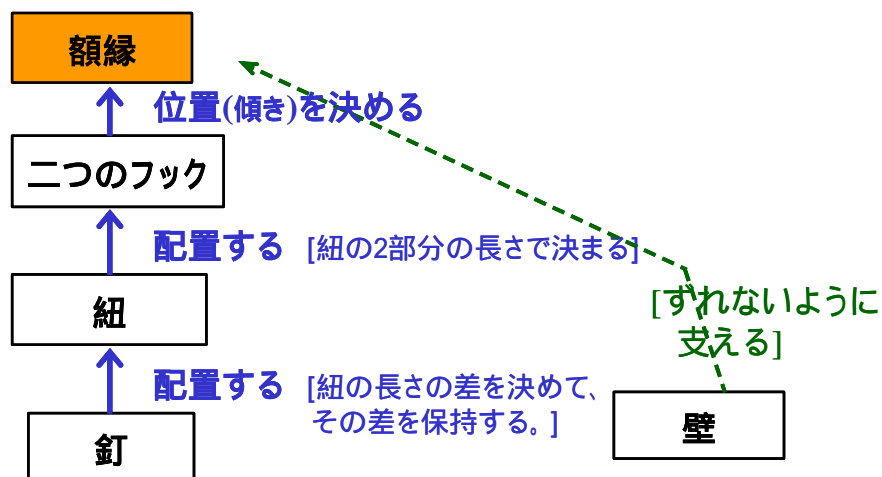 額縁
位置(傾き)を決める
二つのフック
配置する [紐の2部分の長さで決まる]
紐
[ずれないように
支える]
配置する [紐の長さの差を決めて、
その差を保持する。]
釘
壁